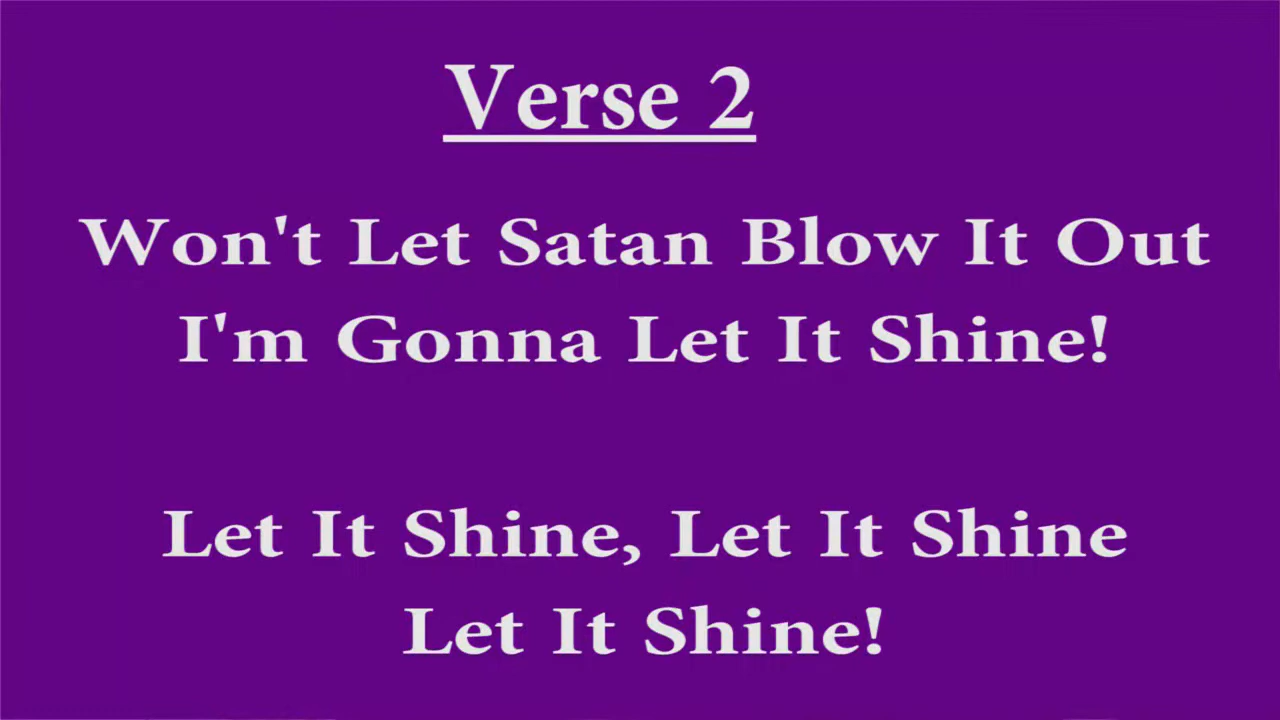 Verse 2
Won't Let Satan Blow It Out
I'm Gonna Let It Shine!
Let It Shine, Let It Shine
Let It Shine!